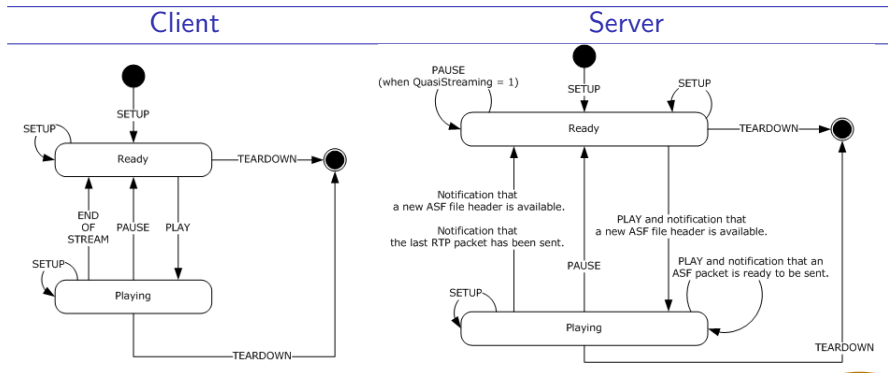 Client
SETUP
SETUP
Ready
TEARDOWN
END
OF
STREAM
PAUSE
PLAY
SETUP
Playing
TEARDOWN
Server
PAUSE
(when QuasiStreaming = 1)
SETUP
SETUP
Ready
TEARDOWN
Notification that
a new ASF file header is available.
Notification that
the last RTP packet has been sent.
PLAY and notification that
a new ASF file header is available.
PAUSE
PLAY and notification that an
ASF packet is ready to be sent.
SETUP
Playing
TEARDOWN